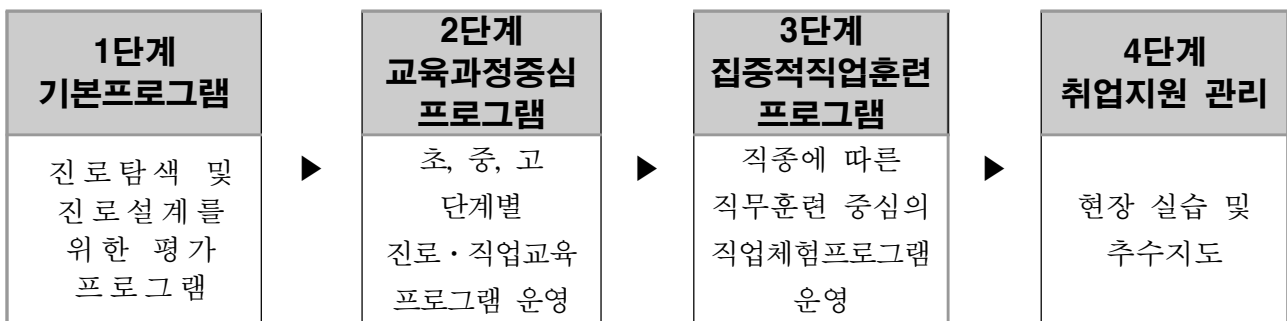 1단계
기본프로그램
진로탐색 및
진로설계를
위한 평가
프로그램
▶
2단계
교육과정중심
프로그램
초, 중, 고
단계별
진로・직업교육
프로그램 운영
▶
3단계
집중적직업훈련
프로그램
직종에 따른
직무훈련 중심의
직업체험프로그램
운영
▶
4단계
취업지원 관리
현장 실습 및
추수지도